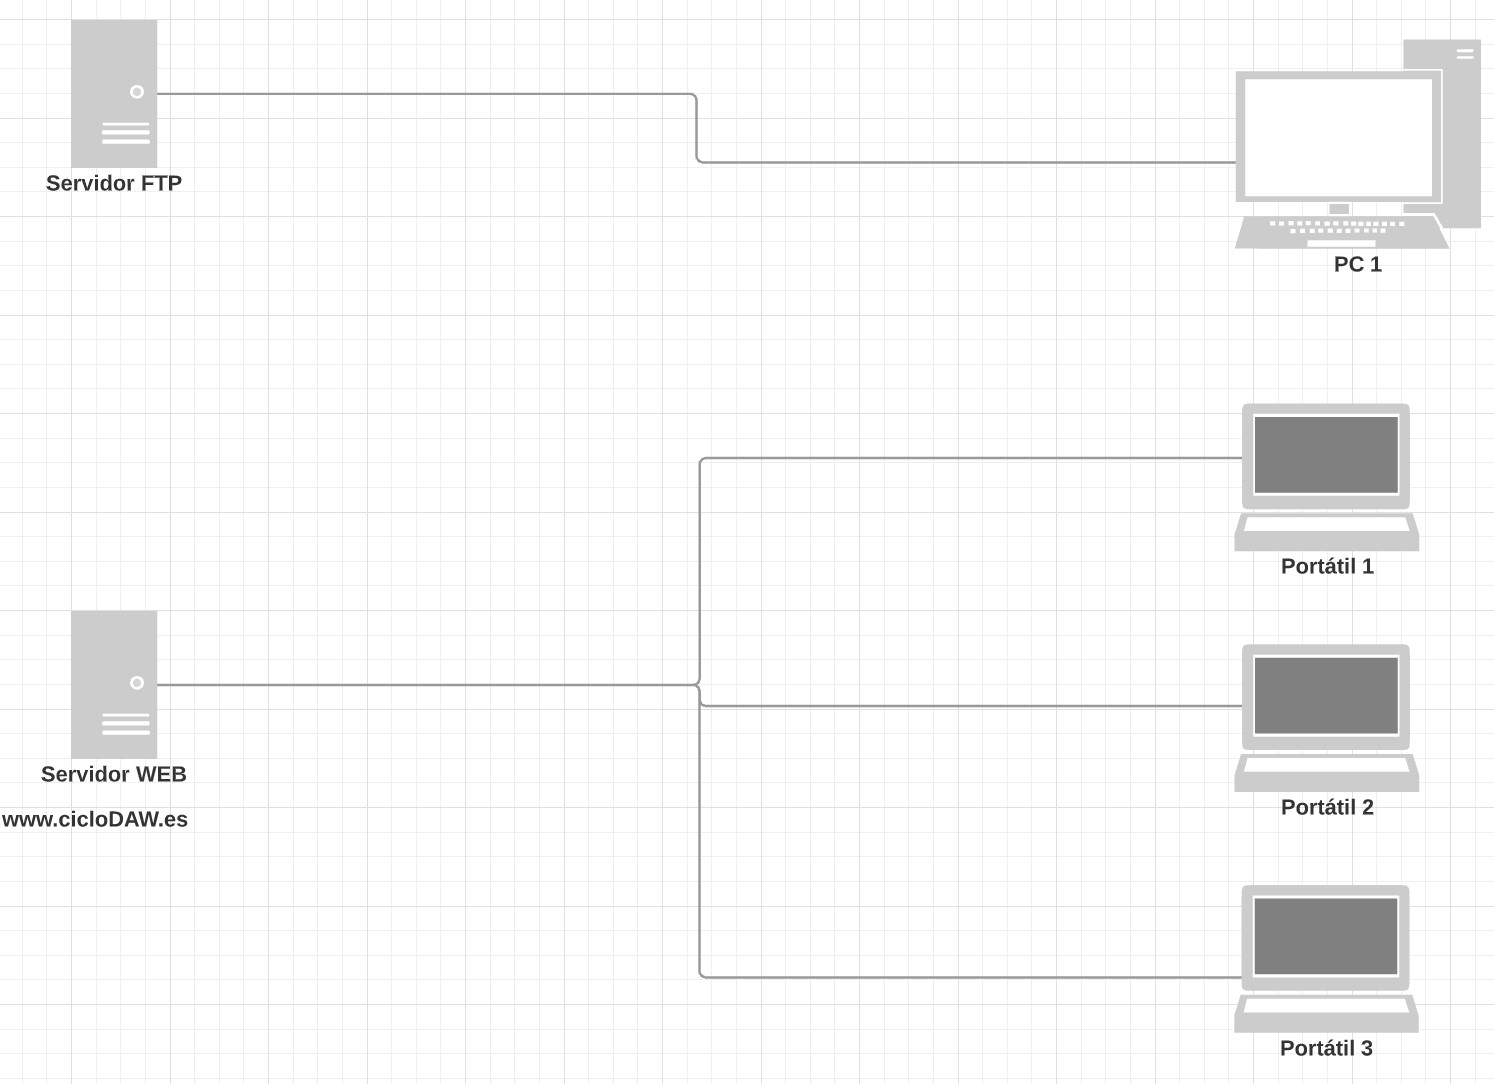 Servidor FTP
PC 1
Portátil 1
Servidor WEB
www.cicloDAW.es
Portátil 2
Portátil 3